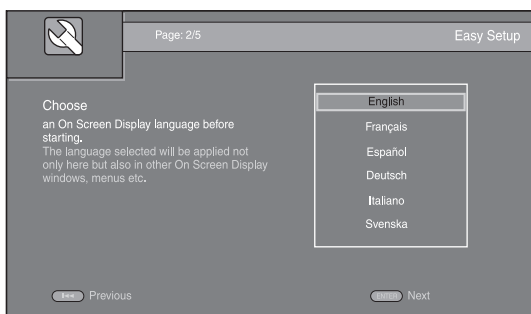 Page: 2/5
Easy Setup
Choose
an On Screen Display language before
starting.
The language selected will be applied not
only here but also in other On Screen Display
windows, menus etc.
English
Français
Español
Deutsch
Italiano
Svenska
Previous
ENTER Next